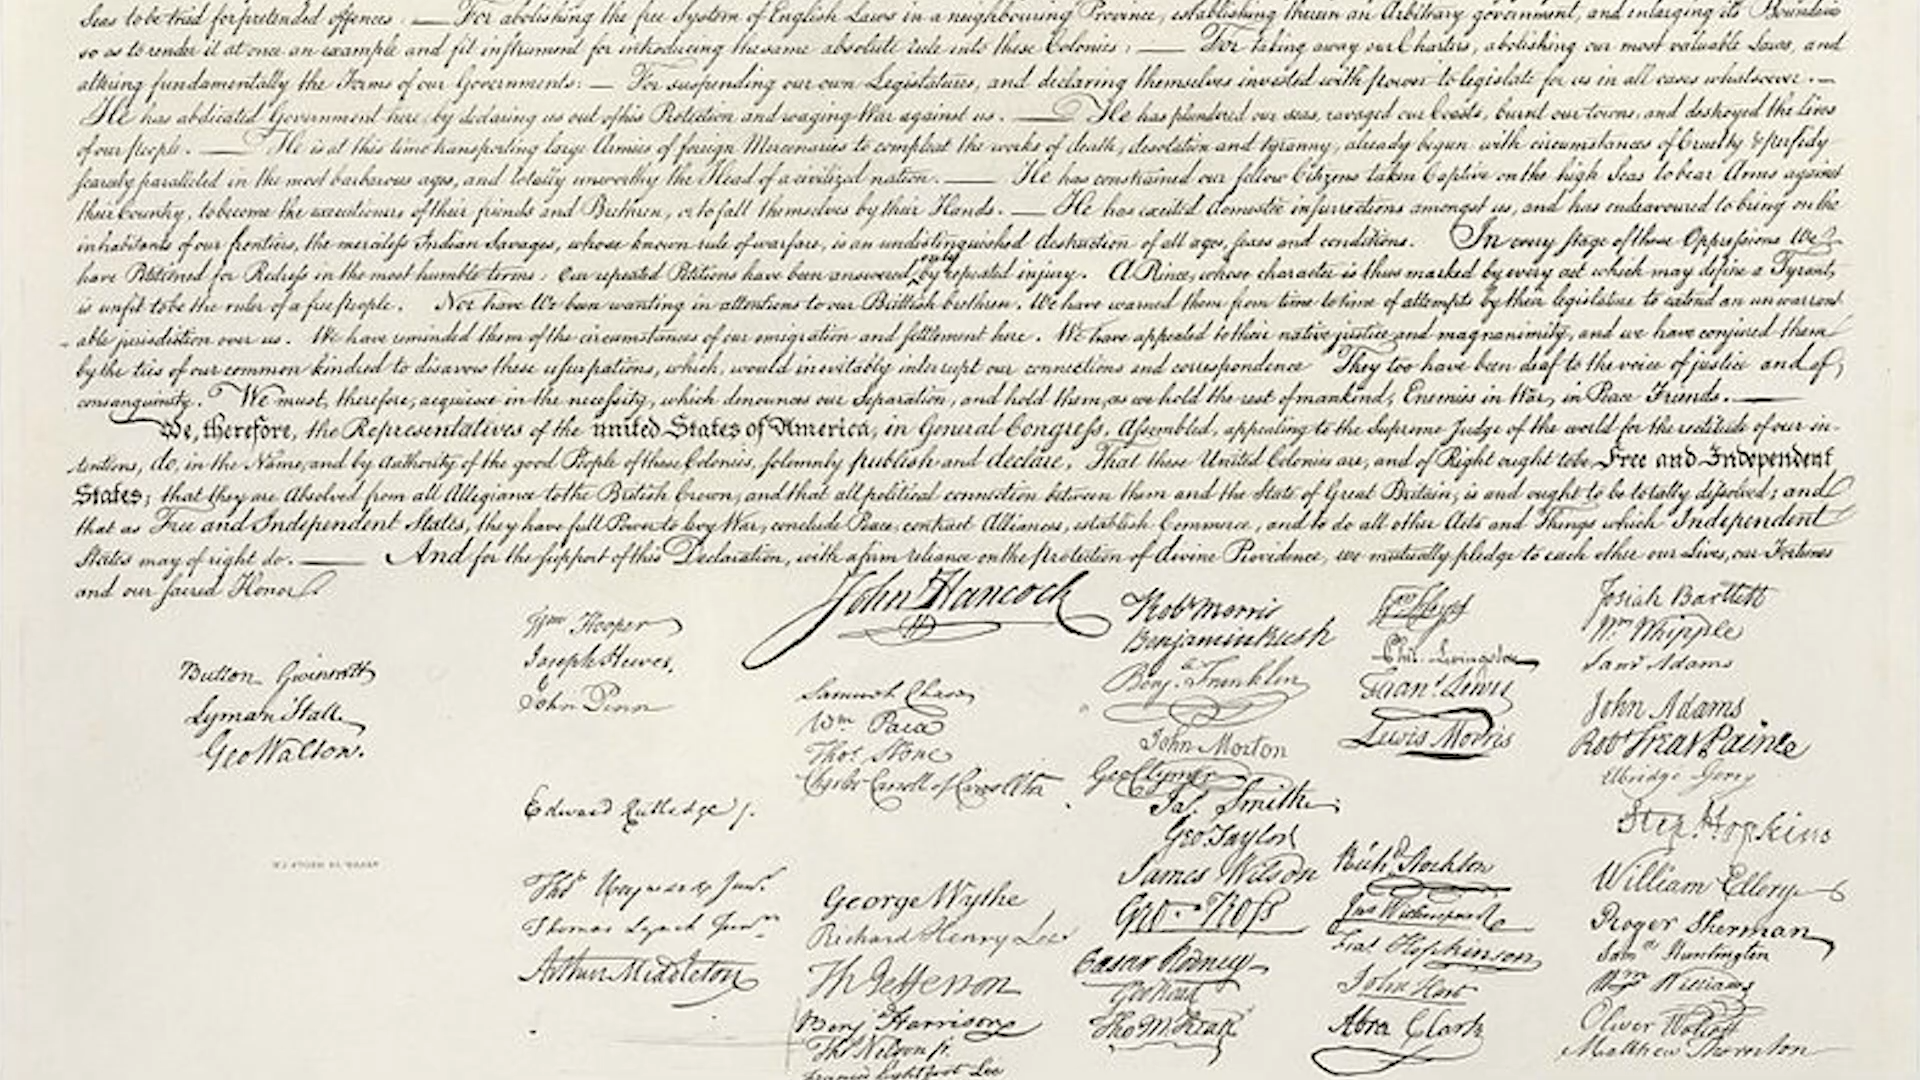 Seas to be tried for pretended offences: — For abolishing the free System of English Laws in a neighbouring Province, establishing therein an Arbitrary government, and enlarging its Boundaries
so as to render it at once an example and fit instrument for introducing the same absolute rule into these Colonies: — For taking away our Charters, abolishing our most valuable Laws, and
altering fundamentally the Forms of our Governments: — For suspending our own Legislatures, and declaring themselves invested with power to legislate for us in all cases whatsoever. —
He has abdicated Government here, by declaring us out of his Protection and waging War against us. — He has plundered our seas, ravaged our Coasts, burnt our towns, and destroyed the lives
of our people. — He is at this time transporting large Armies of foreign Mercenaries to compleat the works of death, desolation and tyranny, already begun with circumstances of Cruelty & perfidy
scarcely paralleled in the most barbarous ages, and totally unworthy the Head of a civilized nation. — He has constrained our fellow Citizens taken Captive on the high Seas to bear Arms against
their Country, to become the executioners of their friends and Brethren, or to fall themselves by their Hands. — He has excited domestic insurrections amongst us, and has endeavoured to bring on the
inhabitants of our frontiers, the merciless Indian Savages, whose known rule of warfare, is an undistinguished destruction of all ages, sexes and conditions. In every stage of these Oppressions We
have Petitioned for Redress in the most humble terms: Our repeated Petitions have been answered only by repeated injury. A Prince, whose character is thus marked by every act which may define a Tyrant,
is unfit to be the ruler of a free people. Nor have We been wanting in attentions to our Brittish brethren. We have warned them from time to time of attempts by their legislature to extend an unwarrant-
able jurisdiction over us. We have reminded them of the circumstances of our emigration and settlement here. We have appealed to their native justice and magnanimity, and we have conjured them
by the ties of our common kindred to disavow these usurpations, which, would inevitably interrupt our connections and correspondence They too have been deaf to the voice of justice and of
consanguinity. We must, therefore, acquiesce in the necessity, which denounces our Separation, and hold them, as we hold the rest of mankind, Enemies in War, in Peace Friends. —
We, therefore, the Representatives of the united States of America, in General Congress, Assembled, appealing to the Supreme Judge of the world for the rectitude of our in-
tentions, do, in the Name, and by Authority of the good People of these Colonies, solemnly publish and declare, That these United Colonies are, and of Right ought to be Free and Independent
States; that they are Absolved from all Allegiance to the British Crown, and that all political connection between them and the State of Great Britain, is and ought to be totally dissolved; and
that as Free and Independent States, they have full Power to levy War, conclude Peace, contract Alliances, establish Commerce, and to do all other Acts and Things which Independent
States may of right do. — And for the support of this Declaration, with a firm reliance on the protection of divine Providence, we mutually pledge to each other our Lives, our Fortunes
and our sacred Honor.
Button Gwinnett
Lyman Hall
Geo Walton.
Wm Hooper
Joseph Hewes,
John Penn
Edward Rutledge
Thos Heyward Junr.
Thomas Lynch Junr.
Arthur Middleton
John Hancock
Samuel Chase
Wm Paca
Thos Stone
Charles Carroll of Carrollton
George Wythe
Richard Henry Lee
Th Jefferson
Benj Harrison
Thos Nelson jr.
Francis Lightfoot Lee
Robt Morris
Benjamin Rush
Benj. Franklin
John Morton
Geo Clymer
Jas. Smith
Geo. Taylor
James Wilson
Geo. Ross
Caesar Rodney
Geo Read
Tho M:Kean
Wm Floyd
Phil. Livingston
Frans. Lewis
Lewis Morris
Richd. Stockton
Jno Witherspoon
Fras. Hopkinson
John Hart
Abra Clark
Josiah Bartlett
Wm Whipple
Saml Adams
John Adams
Robt Treat Paine
Elbridge Gerry
Step. Hopkins
William Ellery
Roger Sherman
Saml Huntington
Wm Williams
Oliver Wolcott
Matthew Thornton